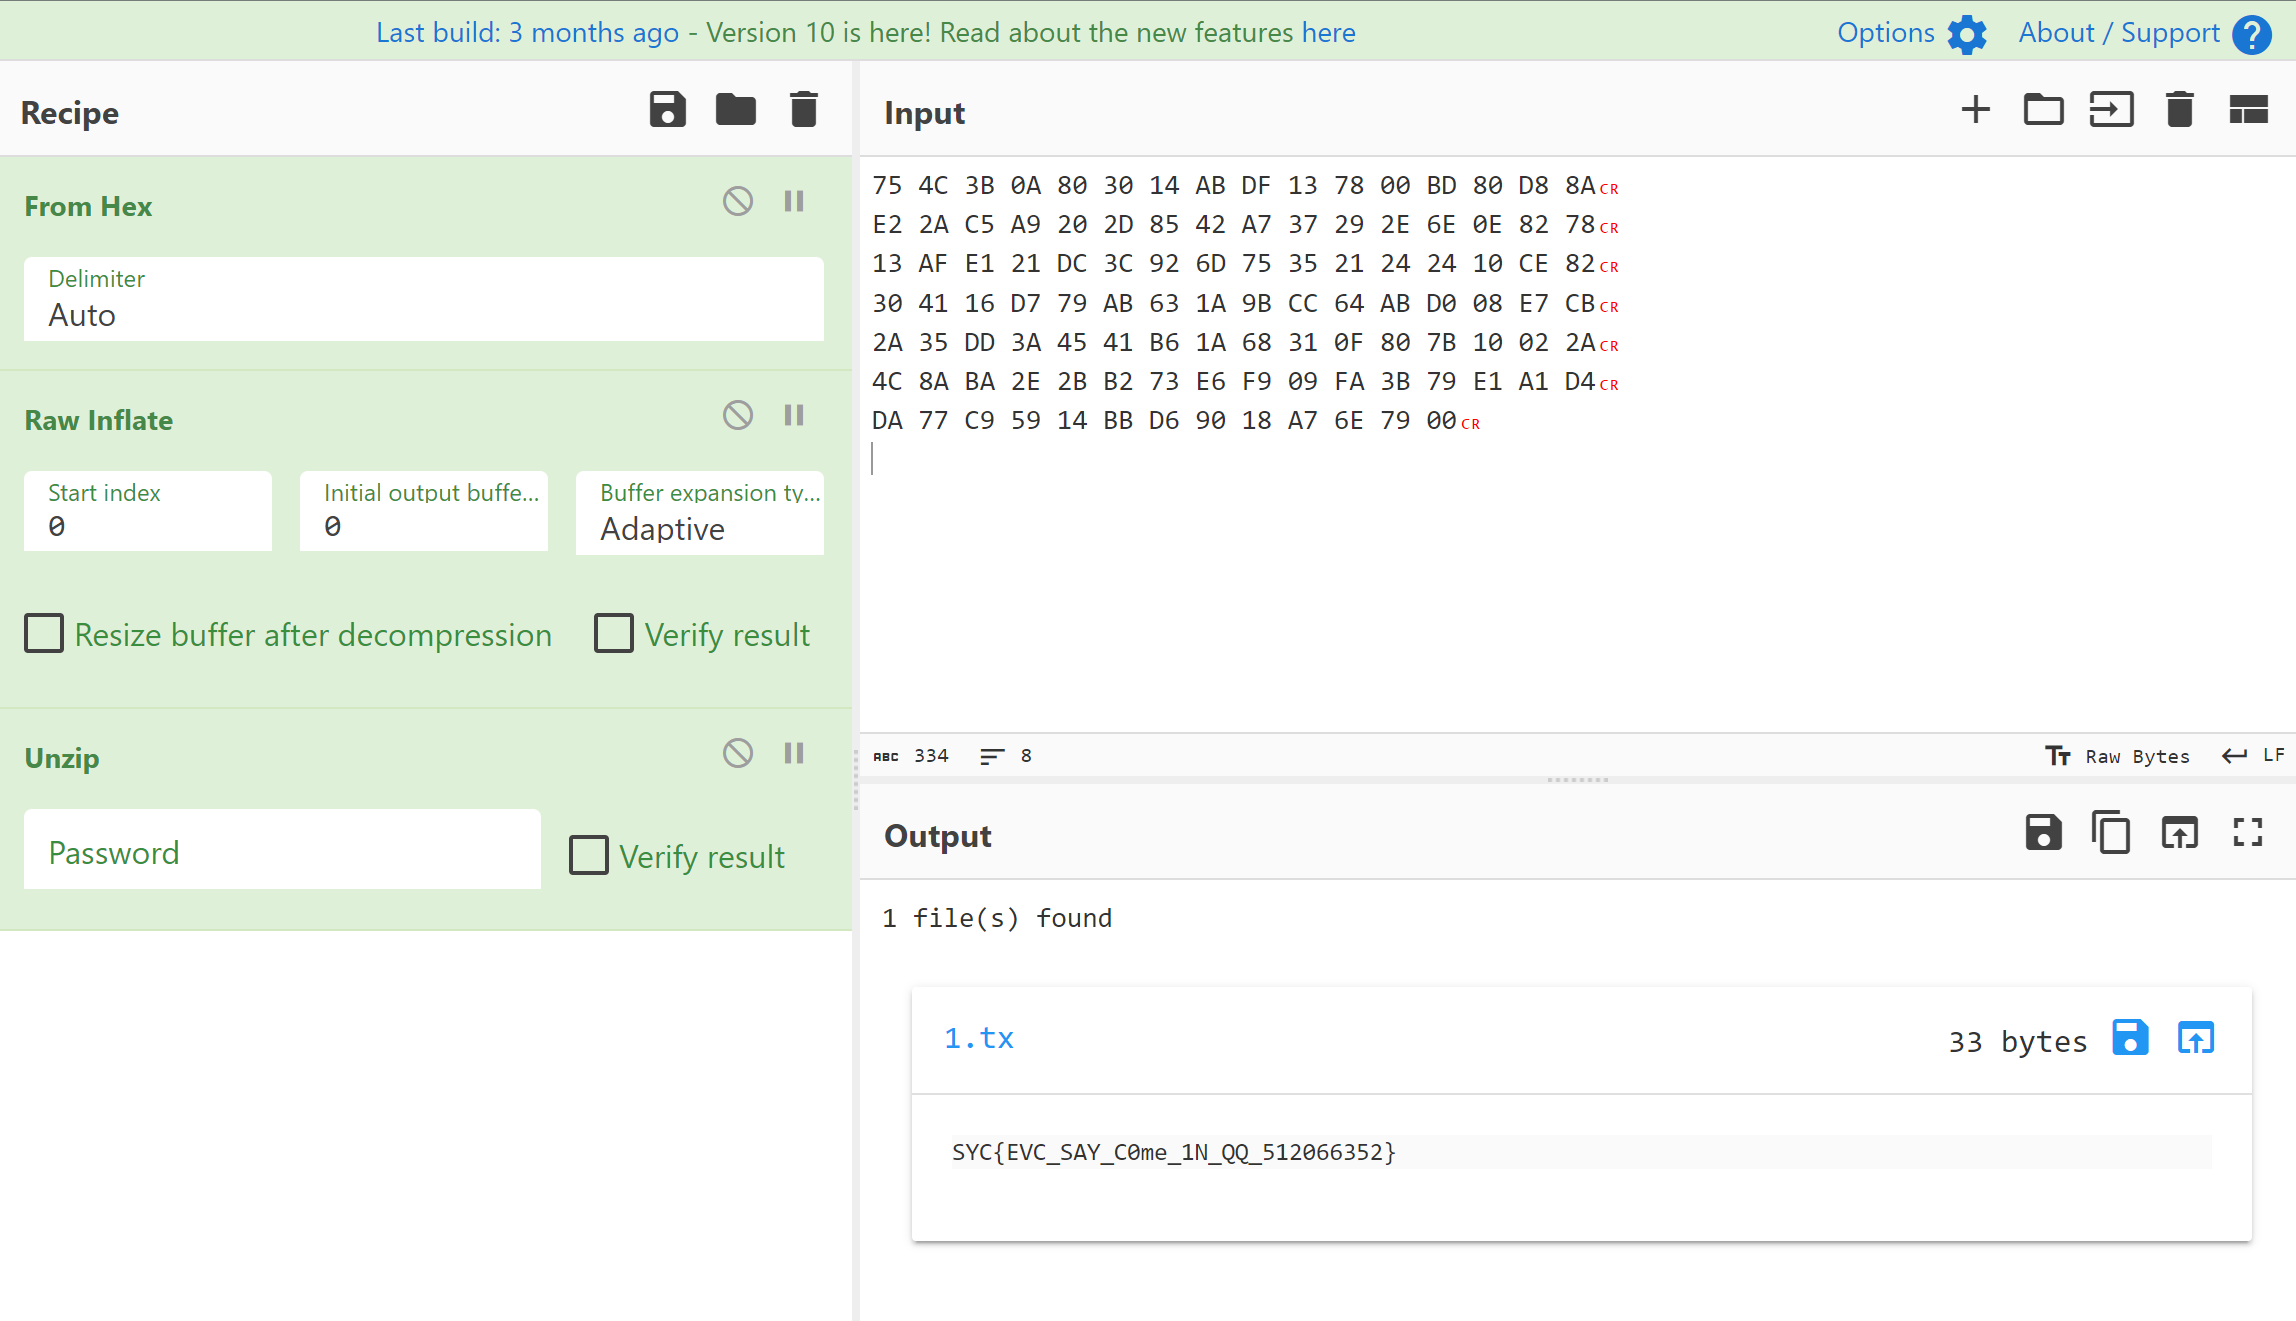 Last build: 3 months ago - Version 10 is here! Read about the new features here
Options
About / Support
Recipe
From Hex
Delimiter
Auto
Raw Inflate
Start index
0
Initial output buffe...
0
Buffer expansion ty...
Adaptive
Resize buffer after decompression
Verify result
Unzip
Password
Verify result
Input
75 4C 3B 0A 80 30 14 AB DF 13 78 00 BD 80 D8 8A CR
E2 2A C5 A9 20 2D 85 42 A7 37 29 2E 6E 0E 82 78 CR
13 AF E1 21 DC 3C 92 6D 75 35 21 24 24 10 CE 82 CR
30 41 16 D7 79 AB 63 1A 9B CC 64 AB D0 08 E7 CB CR
2A 35 DD 3A 45 41 B6 1A 68 31 0F 80 7B 10 02 2A CR
4C 8A BA 2E 2B B2 73 E6 F9 09 FA 3B 79 E1 A1 D4 CR
DA 77 C9 59 14 BB D6 90 18 A7 6E 79 00 CR
ABC 334
8
Tт Raw Bytes
LF
Output
1 file(s) found
1.tx
33 bytes
SYC{EVC_SAY_C0me_1N_QQ_512066352}